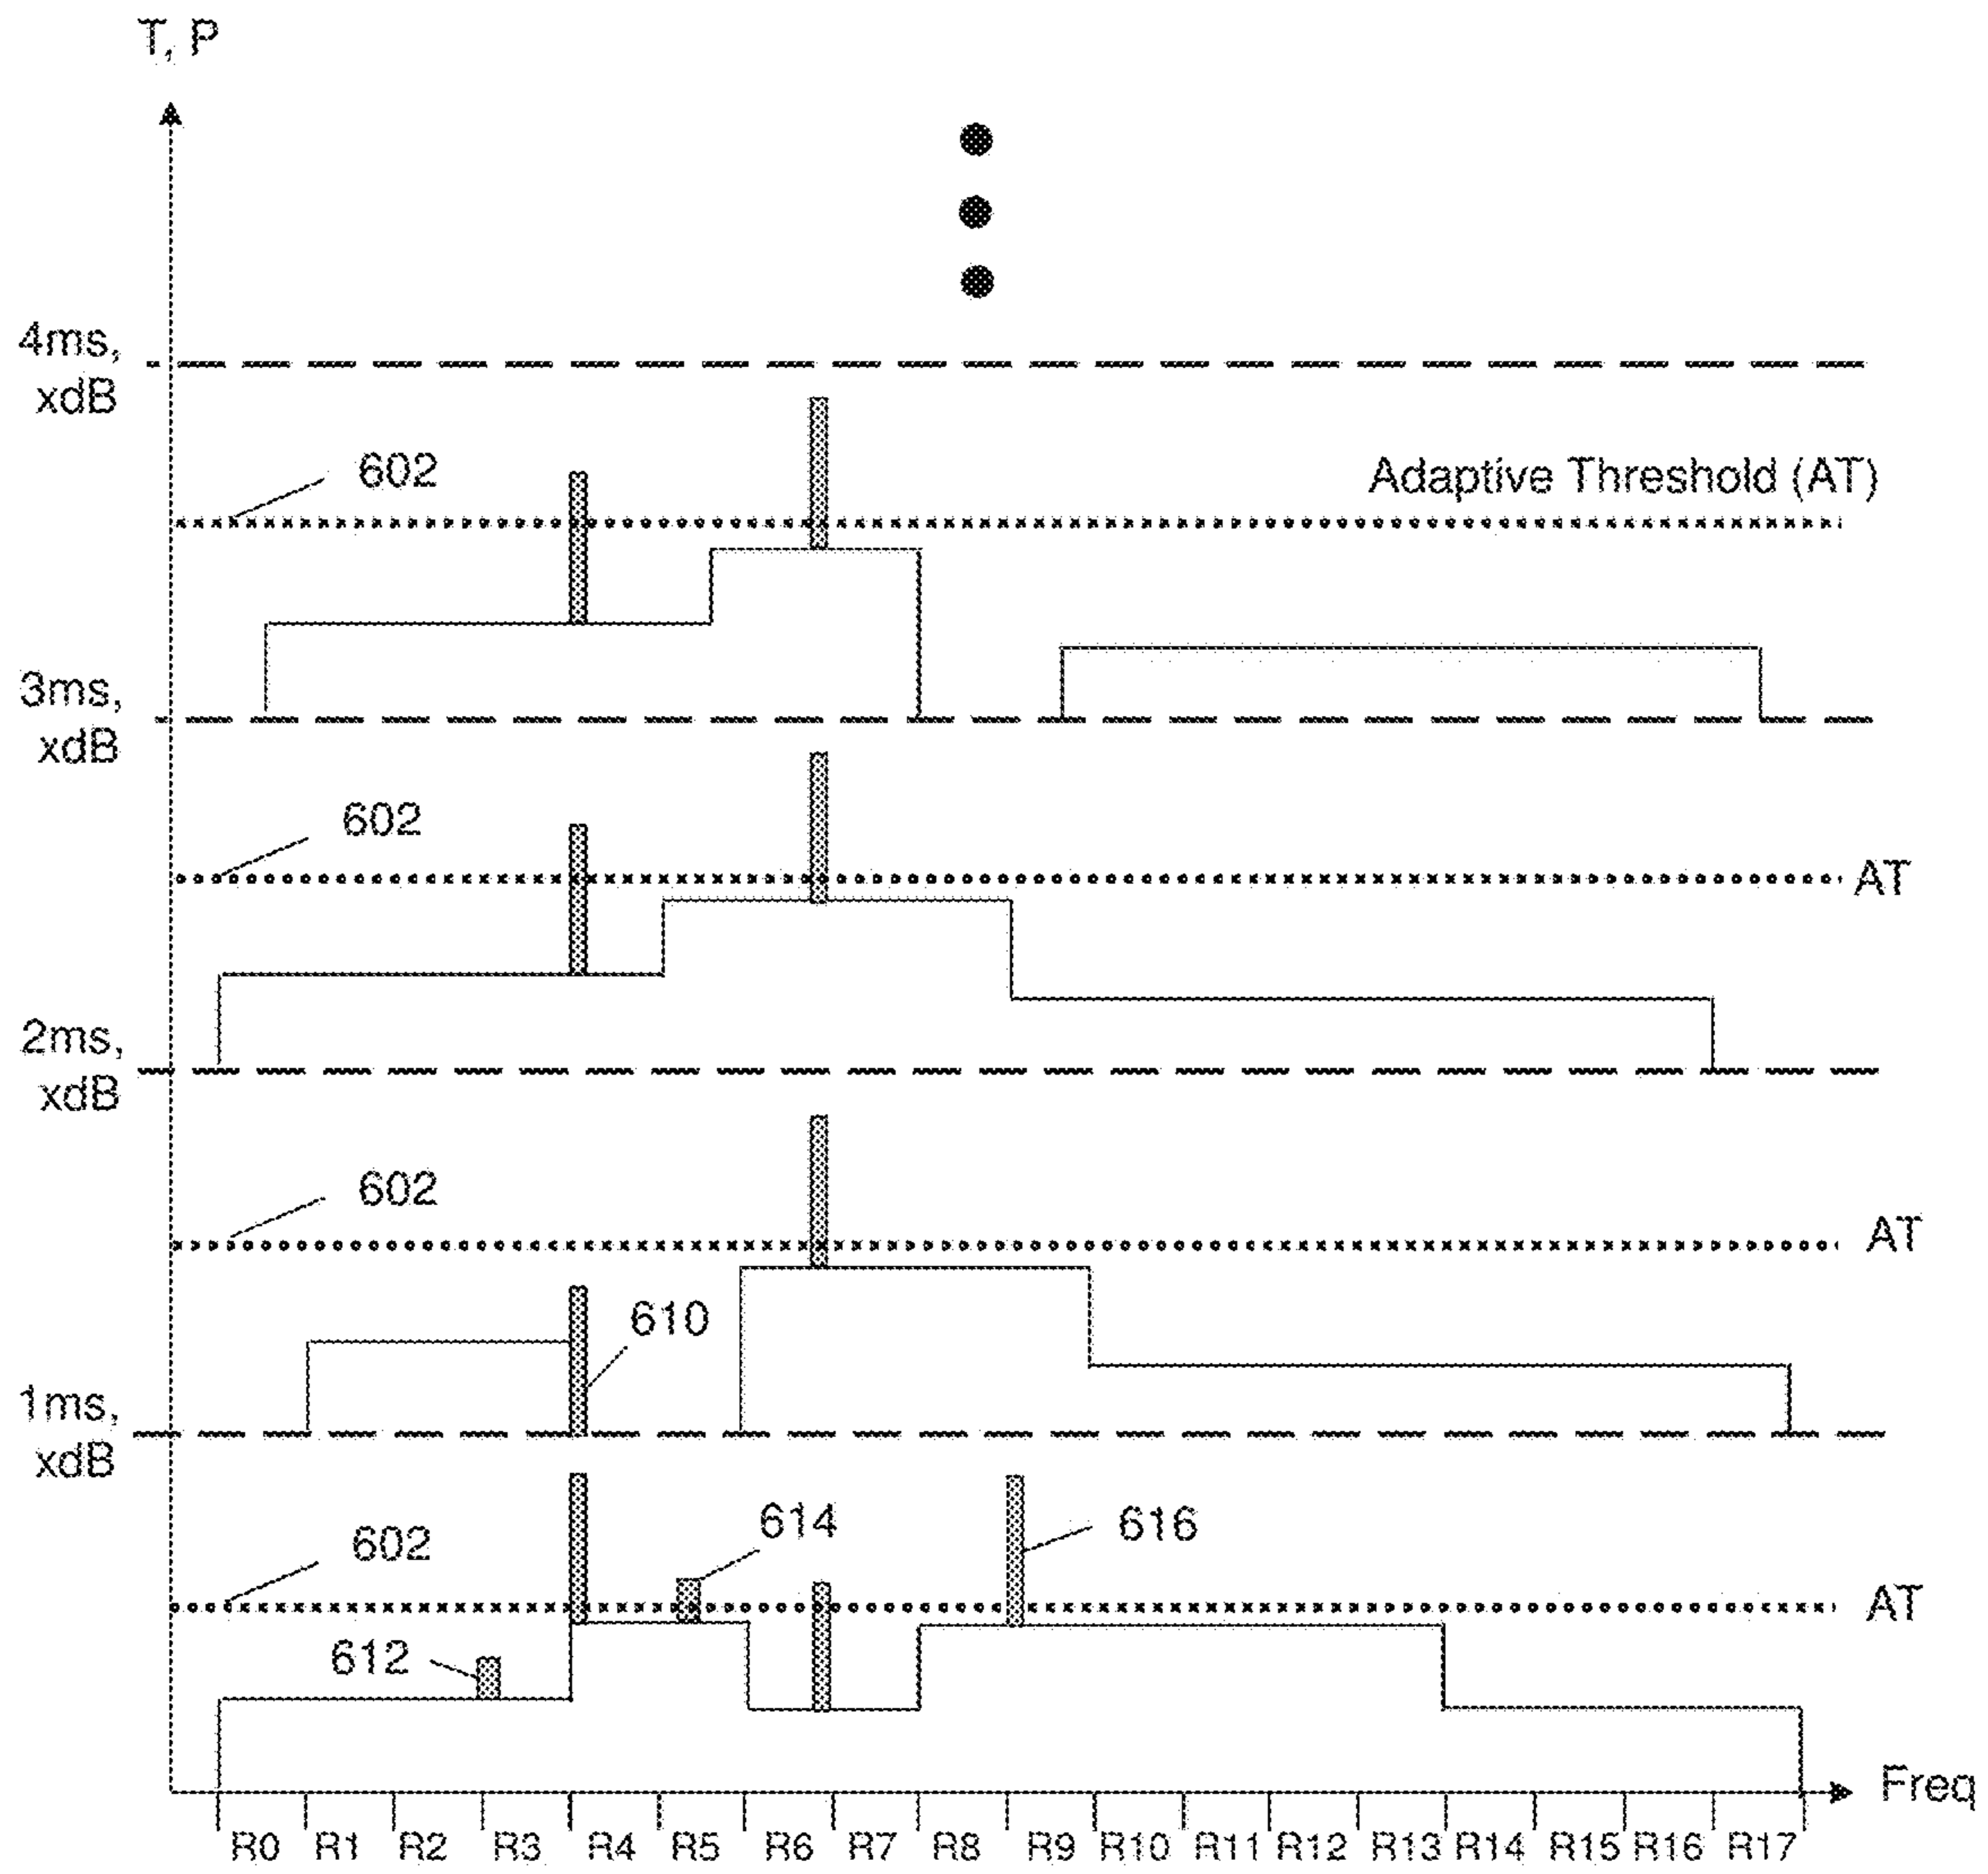 T, P
4ms,
xdB
602
Adaptive Threshold (AT)
3ms,
xdB
602
AT
2ms,
xdB
602
AT
610
1ms,
xdB
614
616
602
AT
612
Freq
R0 R1 R2 R3 R4 R5 R6 R7 R8 R9 R10 R11 R12 R13 R14 R15 R16 R17